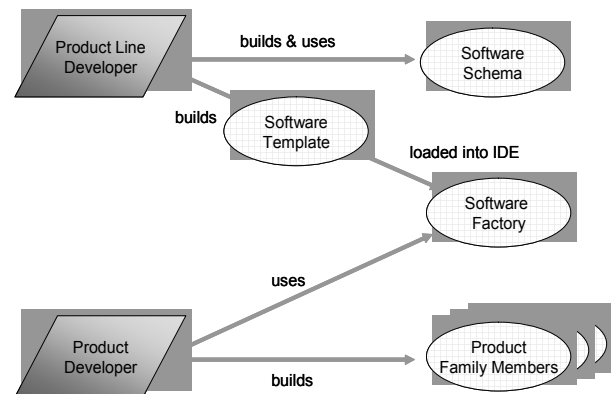 Product Line
Developer
builds & uses
Software
Schema
builds
Software
Template
loaded into IDE
Software
Factory
uses
Product
Developer
builds
Product
Family Members